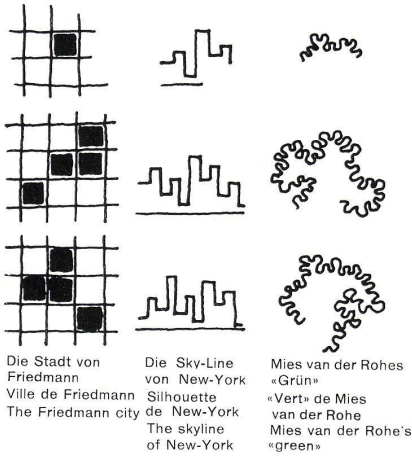 Die Stadt von
Friedmann
Ville de Friedmann
The Friedmann city
Die Sky-Line
von New-York
Silhouette
de New-York
The skyline
of New-York
Mies van der Rohes
«Grün»
«Vert» de Mies
van der Rohe
Mies van der Rohe's
«green»